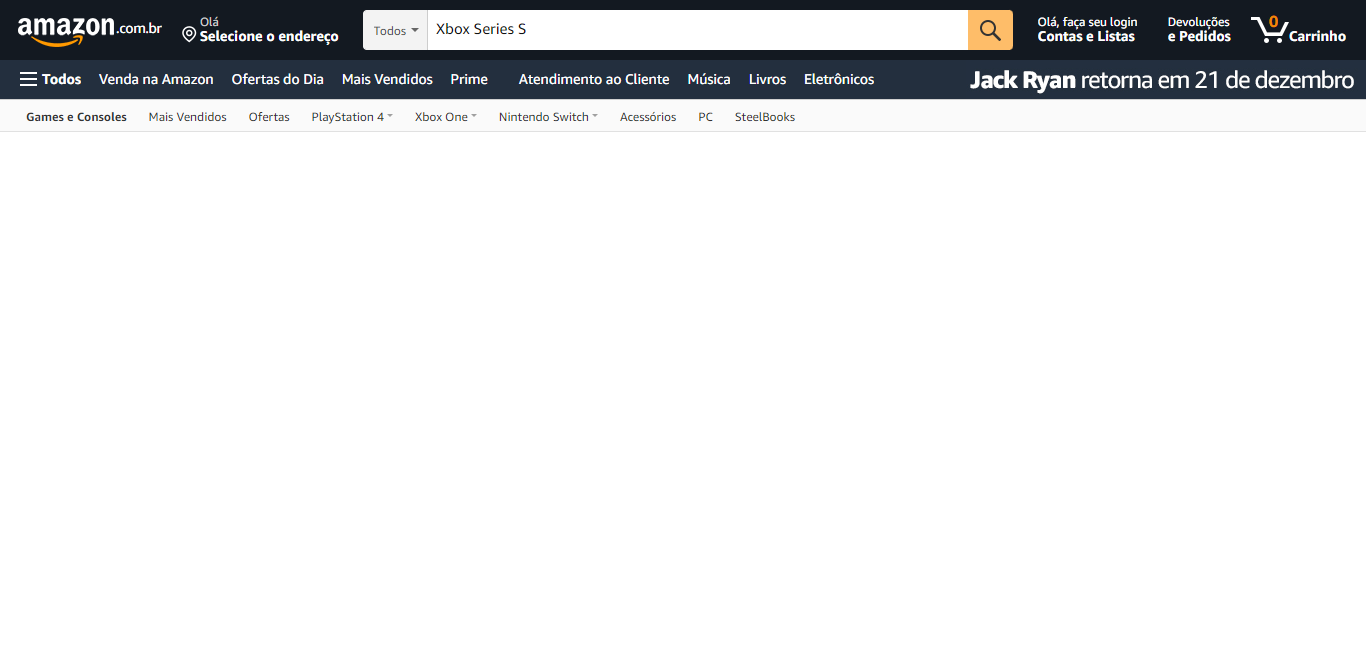 amazon.com.br
Olá
Selecione o endereço
Todos
Xbox Series S
Olá, faça seu login
Contas e Listas
Devoluções
e Pedidos
0
Carrinho
Todos
Venda na Amazon
Ofertas do Dia
Mais Vendidos
Prime
Atendimento ao Cliente
Música
Livros
Eletrônicos
Jack Ryan retorna em 21 de dezembro
Games e Consoles
Mais Vendidos
Ofertas
PlayStation 4
Xbox One
Nintendo Switch
Acessórios
PC
SteelBooks